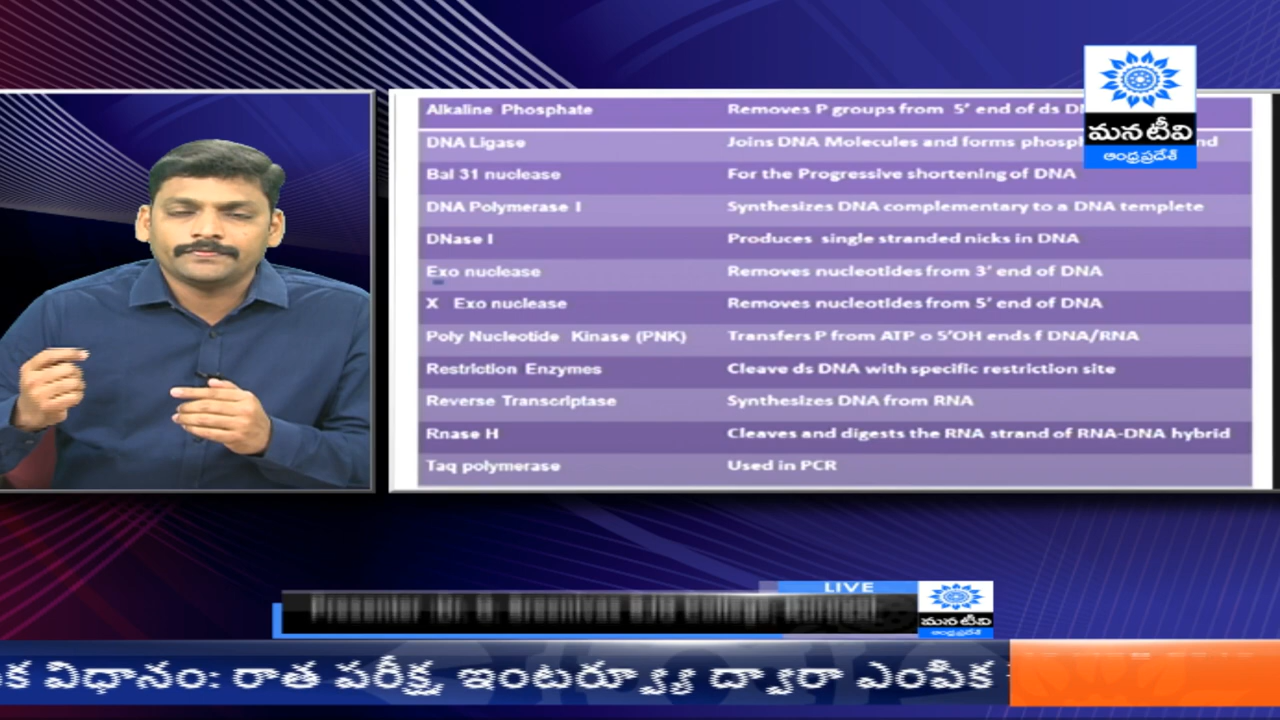 మన టీవి
ఆంధ్రప్రదేశ్
Alkaline Phosphate Removes P groups from 5' end of ds
DNA Ligase Joins DNA Molecules and forms
Bal 31 nuclease For the Progressive shortening of DNA
DNA Polymerase I Synthesizes DNA complementary to a DNA templete
DNase I Produces single stranded nicks in DNA
Exo nuclease Removes nucleotides from 3' end of DNA
X Exo nuclease Removes nucleotides from 5' end of DNA
Poly Nucleotide Kinase (PNK) Transfers P from ATP o 5'OH ends f DNA/RNA
Restriction Enzymes Cleave ds DNA with specific restriction site
Reverse Transcriptase Synthesizes DNA from RNA
Rnase H Cleaves and digests the RNA strand of RNA-DNA hybrid
Taq polymerase Used in PCR
LIVE
మన టీవి
ఆంధ్రప్రదేశ్
విధానం: రాత పరీక్ష, ఇంటర్వ్యూ ద్వారా ఎంపిక